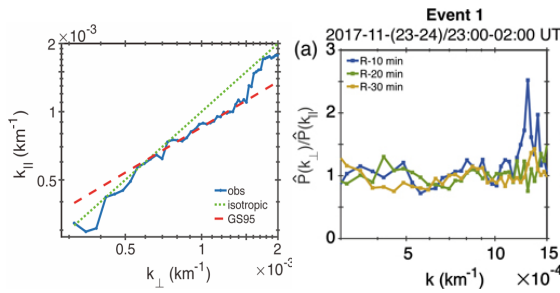 ×10⁻³
2
1
0.5
k∥ (km⁻¹)
obs
isotropic
GS95
0.5
1
2
k⊥ (km⁻¹)
×10⁻³
Event 1
2017-11-(23-24)/23:00-02:00 UT
(a)
3
2
1
0
P̂(k⊥)/P̂(k∥)
R-10 min
R-20 min
R-30 min
5
10
15
k (km⁻¹)
×10⁻⁴